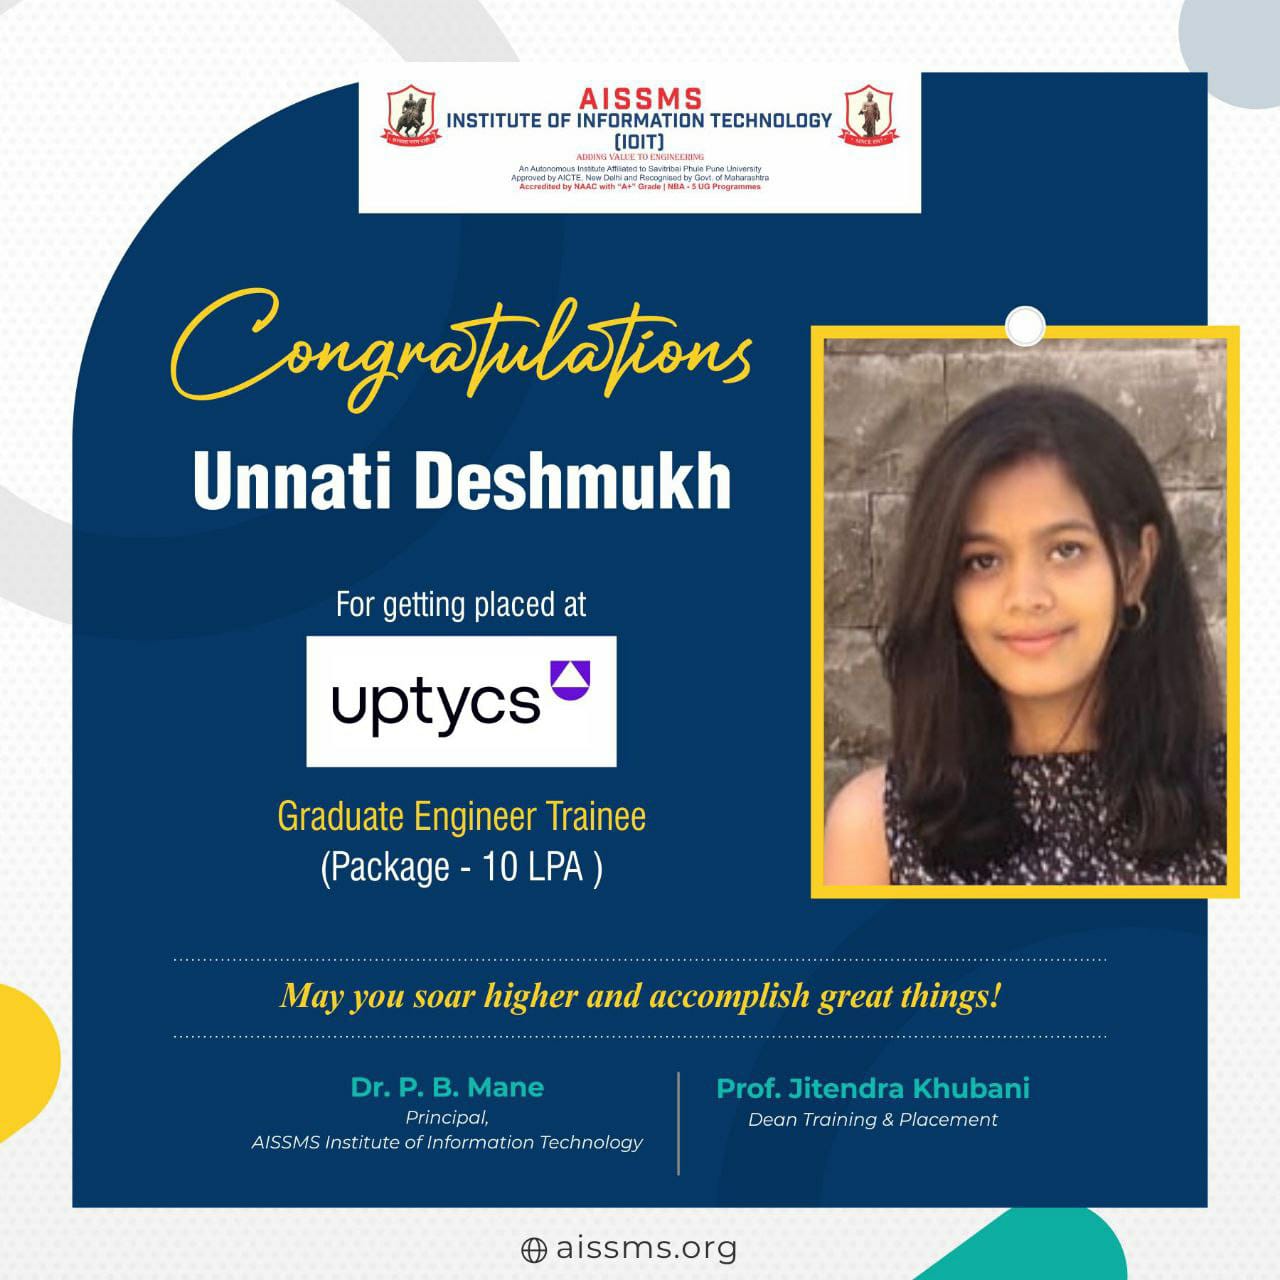 AISSMS
INSTITUTE OF INFORMATION TECHNOLOGY
(IOIT)
ADDING VALUE TO ENGINEERING
An Autonomous Institute Affiliated to Savitribai Phule Pune University
Approved by AICTE, New Delhi and Recognised by Govt. of Maharashtra
Accredited by NAAC with "A+" Grade | NBA - 5 UG Programmes
Congratulations
Unnati Deshmukh
For getting placed at
uptycs
Graduate Engineer Trainee
(Package - 10 LPA )
May you soar higher and accomplish great things!
Dr. P. B. Mane
Principal,
AISSMS Institute of Information Technology
Prof. Jitendra Khubani
Dean Training & Placement
aissms.org